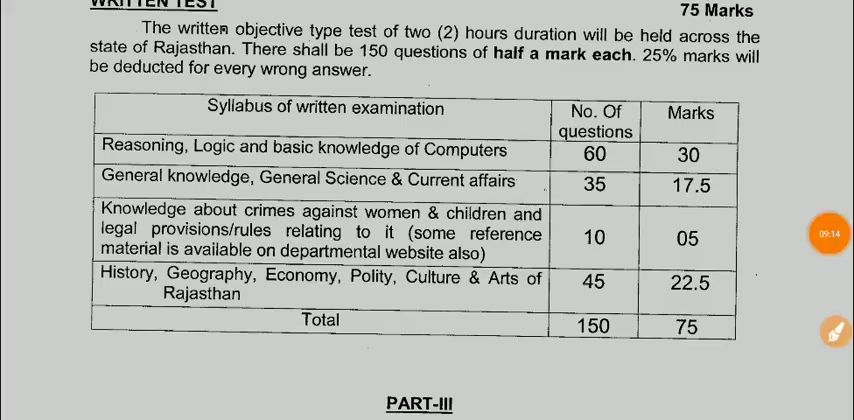 WRITTEN TEST
75 Marks
The written objective type test of two (2) hours duration will be held across the
state of Rajasthan. There shall be 150 questions of half a mark each. 25% marks will
be deducted for every wrong answer.
Syllabus of written examination No. Of questions Marks
Reasoning, Logic and basic knowledge of Computers 60 30
General knowledge, General Science & Current affairs 35 17.5
Knowledge about crimes against women & children and
legal provisions/rules relating to it (some reference 10 05
material is available on departmental website also)
History, Geography, Economy, Polity, Culture & Arts of 45 22.5
Rajasthan
Total 150 75
PART-III
09:14